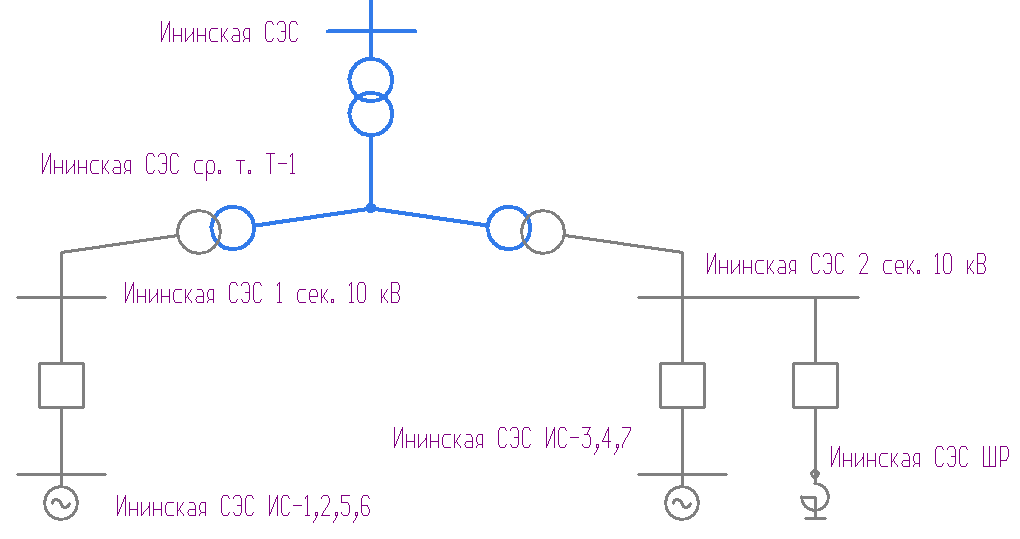 Ининская СЭС
Ининская СЭС ср. т. Т-1
Ининская СЭС 2 сек. 10 кВ
Ининская СЭС 1 сек. 10 кВ
Ининская СЭС ИС-3,4,7
Ининская СЭС ШР
Ининская СЭС ИС-1,2,5,6